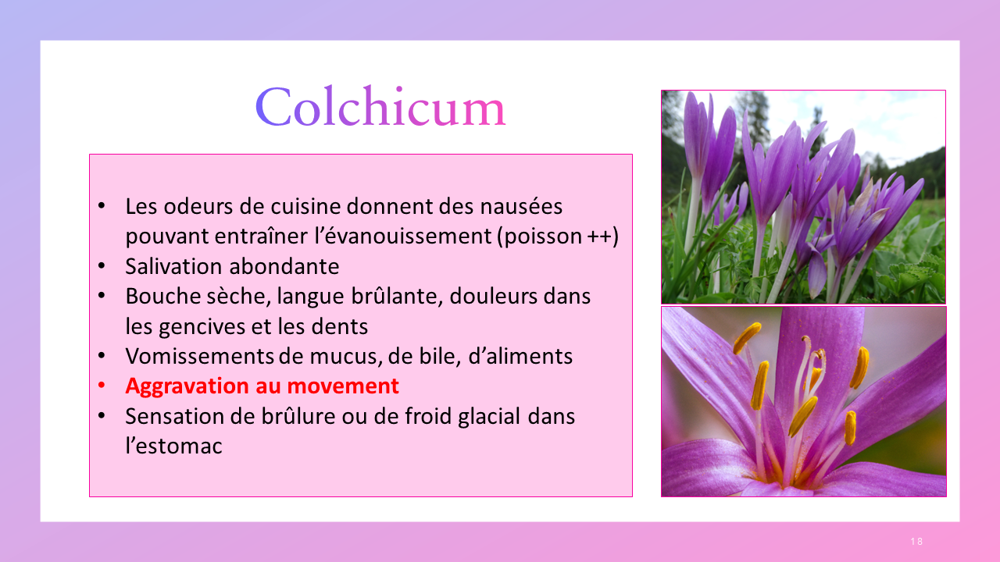 Colchicum
• Les odeurs de cuisine donnent des nausées
pouvant entraîner l’évanouissement (poisson ++)
• Salivation abondante
• Bouche sèche, langue brûlante, douleurs dans
les gencives et les dents
• Vomissements de mucus, de bile, d’aliments
• Aggravation au movement
• Sensation de brûlure ou de froid glacial dans
l’estomac
18